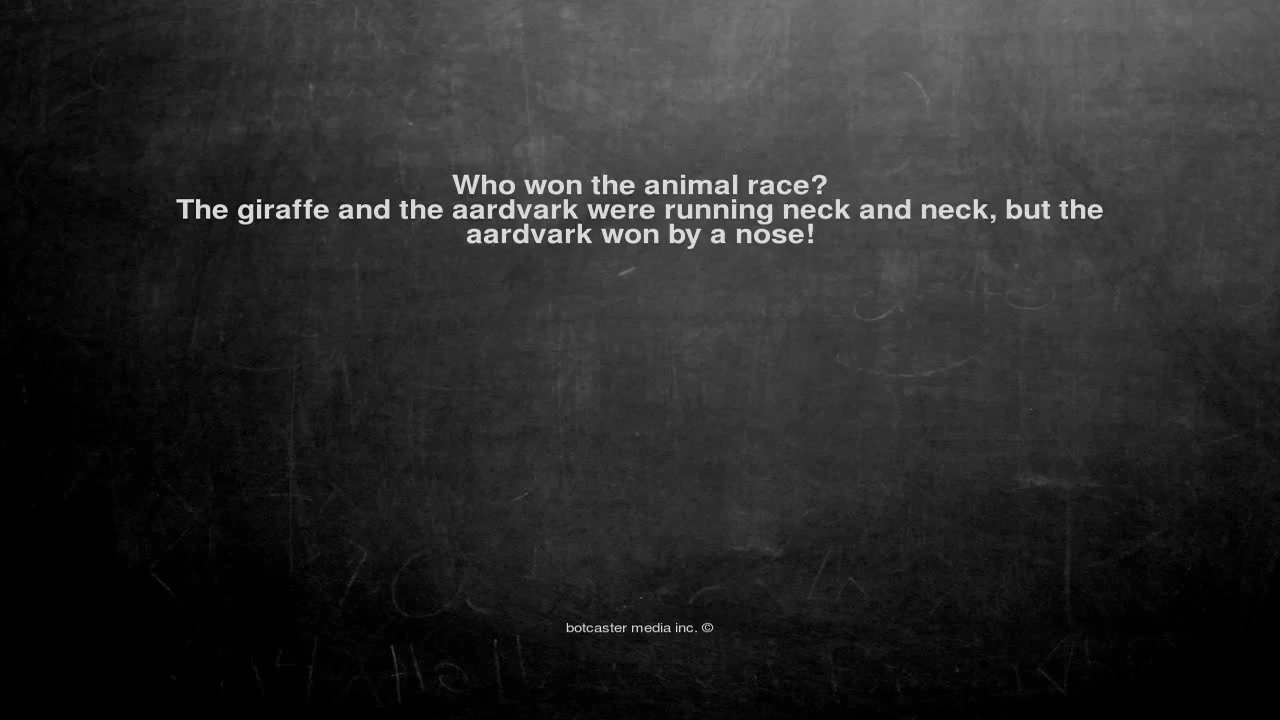 Who won the animal race?
The giraffe and the aardvark were running neck and neck, but the
aardvark won by a nose!
botcaster media inc. ©